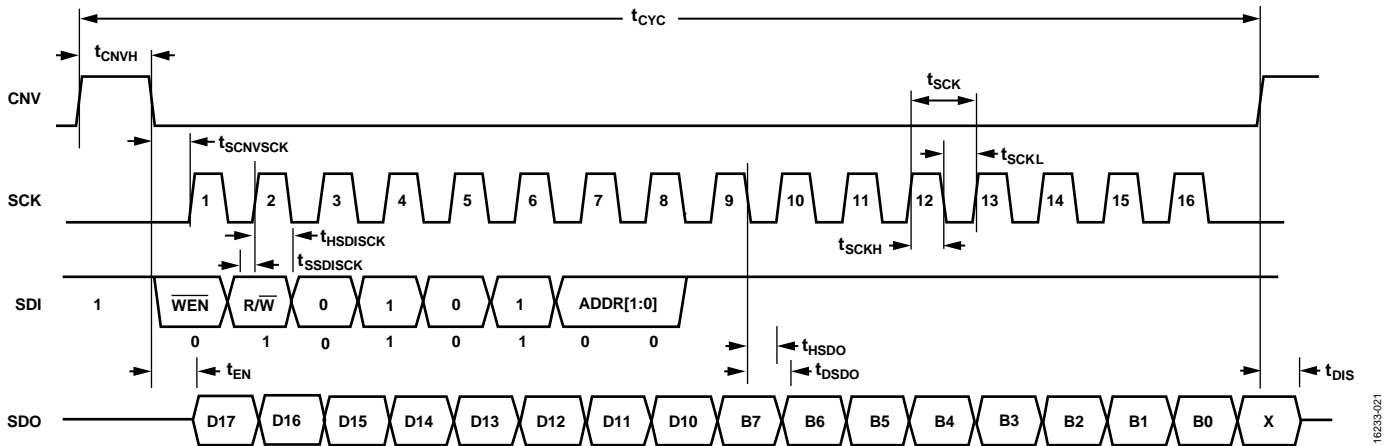 tCYC
tCNVH
CNV
tSCK
tSCNVSCK
tSCKL
SCK 1 2 3 4 5 6 7 8 9 10 11 12 13 14 15 16
tHSDISCK
tSCKH
tSSDISCK
SDI 1 WEN R/W 0 1 0 1 ADDR[1:0]
0 1 0 1 0 1 0 0
tHSDO
tEN
tDSDO
tDIS
SDO D17 D16 D15 D14 D13 D12 D11 D10 B7 B6 B5 B4 B3 B2 B1 B0 X
16233-021